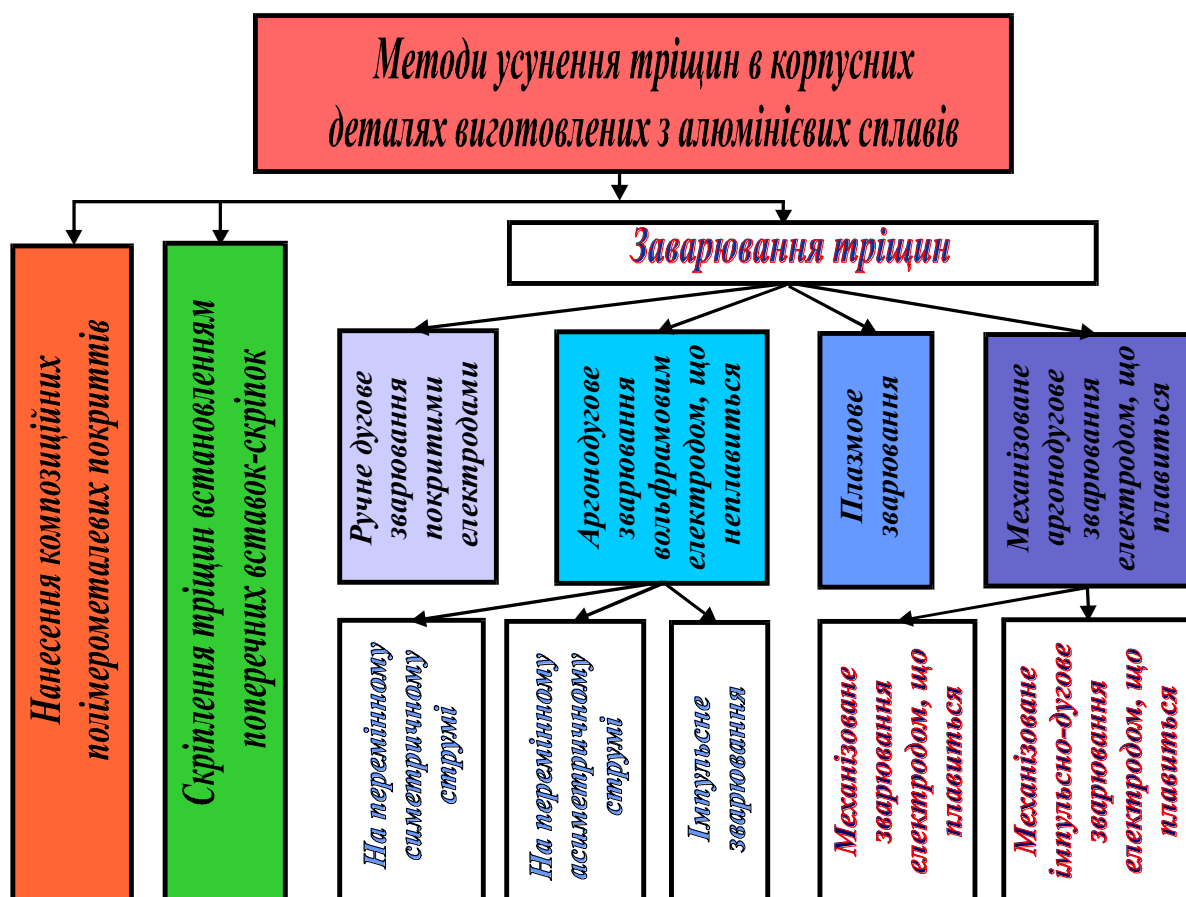 Методи усунення тріщин в корпусних
деталях виготовлених з алюмінієвих сплавів
Нанесення композиційних
полімерометалевих покриттів
Скріплення тріщин встановленням
поперечних вставок-скріпок
Заварювання тріщин
Ручне дугове
зварювання
покритими
електродами
Аргонодугове
зварювання
вольфрамовим
електродом, що
неплавиться
Плазмове
зварювання
Механізоване
аргонодугове
зварювання
електродом, що
плавиться
На перемінному
симетричному
струмі
На перемінному
асиметричному
струмі
Імпульсне
зварювання
Механізоване
зварювання
електродом, що
плавиться
Механізоване
імпульсно-дугове
зварювання
електродом, що
плавиться